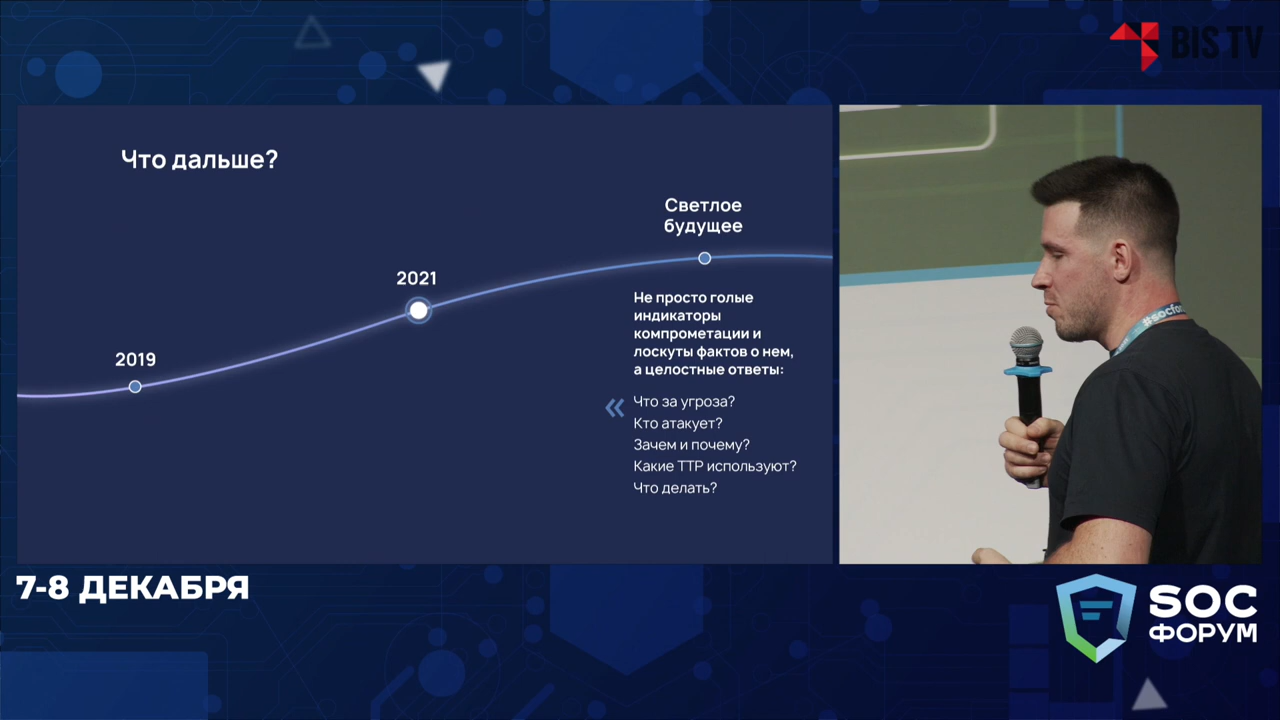 BIS TV
Что дальше?
Светлое
будущее
2021
2019
Не просто голые
индикаторы
компрометации и
лоскуты фактов о нем,
а целостные ответы:
«
Что за угроза?
Кто атакует?
Зачем и почему?
Какие TTP используют?
Что делать?
#socfo
7-8 ДЕКАБРЯ
SOC
ФОРУМ